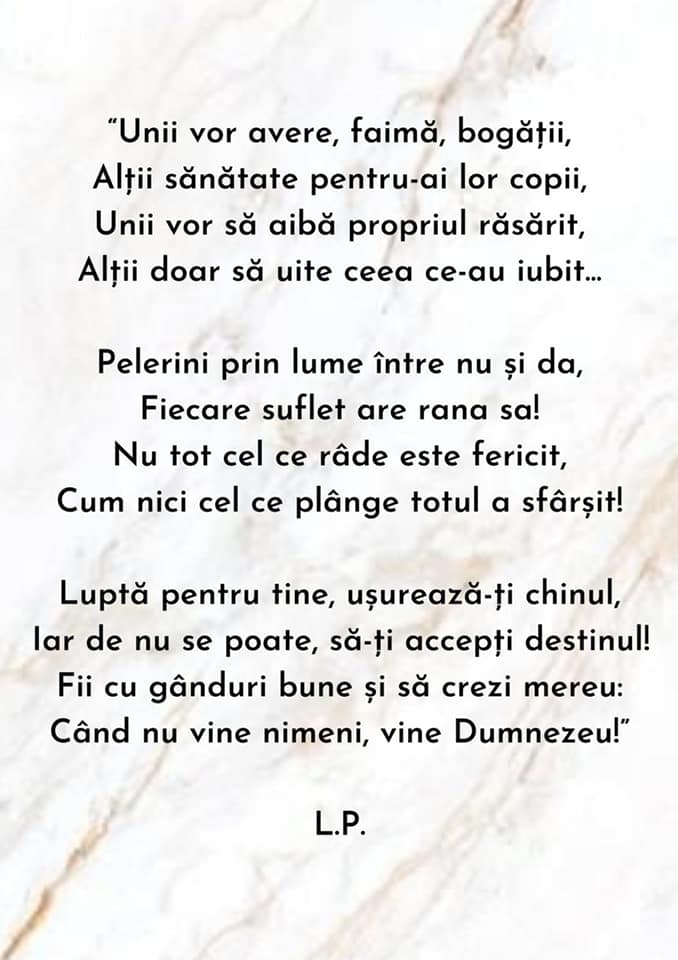 “Unii vor avere, faimă, bogății,
Alții sănătate pentru-ai lor copii,
Unii vor să aibă propriul răsărit,
Alții doar să uite ceea ce-au iubit...
Pelerini prin lume între nu și da,
Fiecare suflet are rana sa!
Nu tot cel ce râde este fericit,
Cum nici cel ce plânge totul a sfârșit!
Luptă pentru tine, ușurează-ți chinul,
Iar de nu se poate, să-ți accepți destinul!
Fii cu gânduri bune și să crezi mereu:
Când nu vine nimeni, vine Dumnezeu!”
L.P.